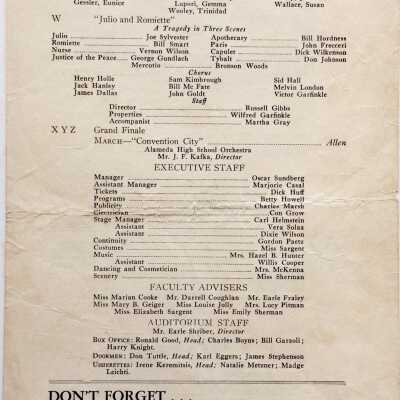 Gessler, Eunice Lupori, Gemma Wallace, Susan
Wooley, Trinidad
W "Julio and Romiette"
A Tragedy in Three Scenes
Julio ........ Joe Sylvester Apothecary ........ Bill Hordness
Romiette ........ Bill Smart Paris ........ John Frecceri
Nurse ........ Vernon Wilson Capulet ........ Dick Wilkenson
Justice of the Peace ........ George Gundlach Tybalt ........ Don Johnson
Mercutio ........ Bronson Woods
Chorus
Henry Holle Sam Kimbrough Sid Hall
Jack Hanley Bill Mc Fate Melvin London
James Dallas John Goldt Victor Garfinkle
Staff
Director ........ Russell Gibbs
Properties ........ Wilfred Garfinkle
Accompanist ........ Martha Gray
X Y Z Grand Finale
March—"Convention City" ........ Allen
Alameda High School Orchestra
Mr. J. F. Kafka, Director
EXECUTIVE STAFF
Manager ........ Oscar Sundberg
Assistant Manager ........ Marjorie Casal
Tickets ........ Dick Huff
Programs ........ Betty Howell
Publicity ........ Charles Marsh
Electrician ........ Con Grow
Stage Manager ........ Carl Helmstein
Assistant ........ Vera Solaz
Assistant ........ Dixie Wilson
Continuity ........ Gordon Paetz
Costumes ........ Miss Sargent
Music ........ Mrs. Hazel B. Hunter
Assistant ........ Willis Cooper
Dancing and Cosmetician ........ Mrs. McKenna
Scenery ........ Miss Sherman
FACULTY ADVISERS
Miss Marian Cooke Mr. Darrell Coughlan Mr. Earle Fraley
Miss Mary B. Geiger Miss Louise Jolly Mrs. Lucy Pitman
Miss Elizabeth Sargent Miss Emily Sherman
AUDITORIUM STAFF
Mr. Earle Shriber, Director
Box Office: Ronald Good, Head; Charles Boyns; Bill Garzoli;
Harry Knight.
Doormen: Don Tuttle, Head; Karl Eggers; James Stephenson
Usherettes: Irene Keremitsis, Head; Natalie Metzner; Madge
Leichti.
DON'T FORGET . . .